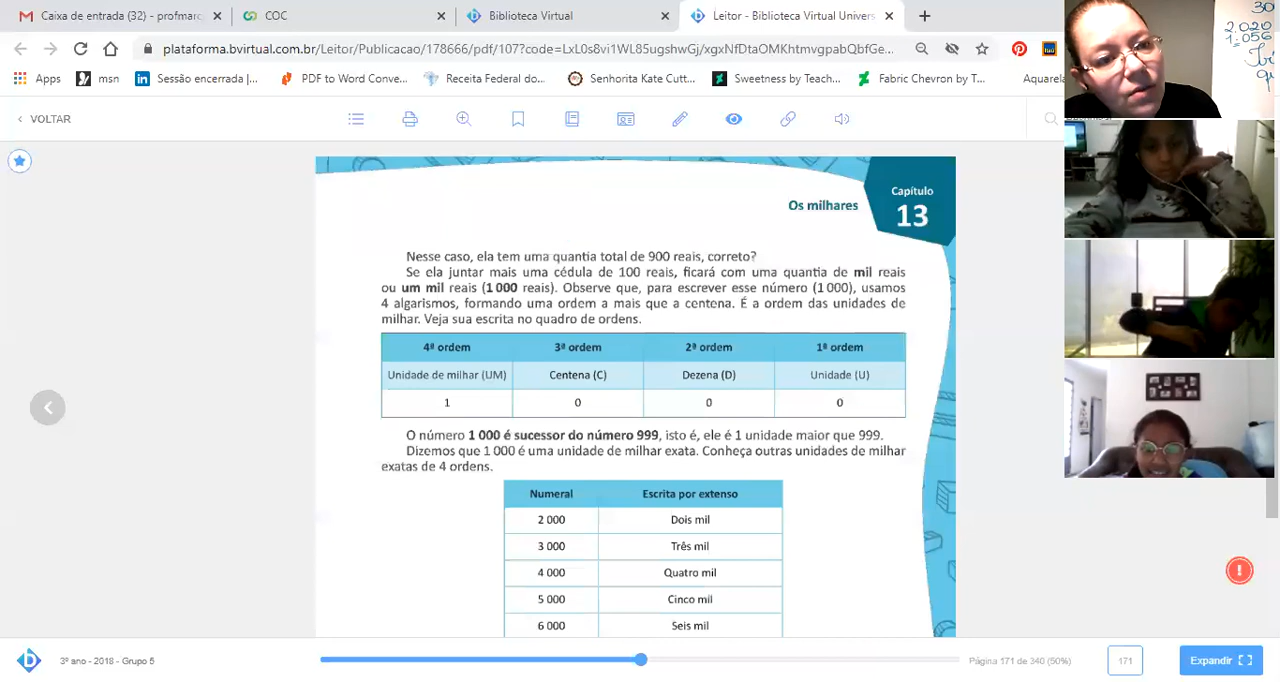 Caixa de entrada (32) - profmarc
COC
Biblioteca Virtual
Leitor - Biblioteca Virtual Univers
plataforma.bvirtual.com.br/Leitor/Publicacao/178666/pdf/107?code=LxL0s8vi1WL85ugshwGj/xgxNfDtaOMKhtmvgpabQbfGe...
Apps
msn
Sessão encerrada |...
PDF to Word Conve...
Receita Federal do...
Senhorita Kate Cutt...
Sweetness by Teach...
Fabric Chevron by T...
Aquarela
30
2.020
1.056
VOLTAR
Capítulo
13
Os milhares
Nesse caso, ela tem uma quantia total de 900 reais, correto?
Se ela juntar mais uma cédula de 100 reais, ficará com uma quantia de mil reais
ou um mil reais (1 000 reais). Observe que, para escrever esse número (1 000), usamos
4 algarismos, formando uma ordem a mais que a centena. É a ordem das unidades de
milhar. Veja sua escrita no quadro de ordens.
4ª ordem 3ª ordem 2ª ordem 1ª ordem
Unidade de milhar (UM) Centena (C) Dezena (D) Unidade (U)
1 0 0 0
O número 1 000 é sucessor do número 999, isto é, ele é 1 unidade maior que 999.
Dizemos que 1 000 é uma unidade de milhar exata. Conheça outras unidades de milhar
exatas de 4 ordens.
Numeral Escrita por extenso
2 000 Dois mil
3 000 Três mil
4 000 Quatro mil
5 000 Cinco mil
6 000 Seis mil
3º ano - 2018 - Grupo 5
Página 171 de 340 (50%)
171
Expandir